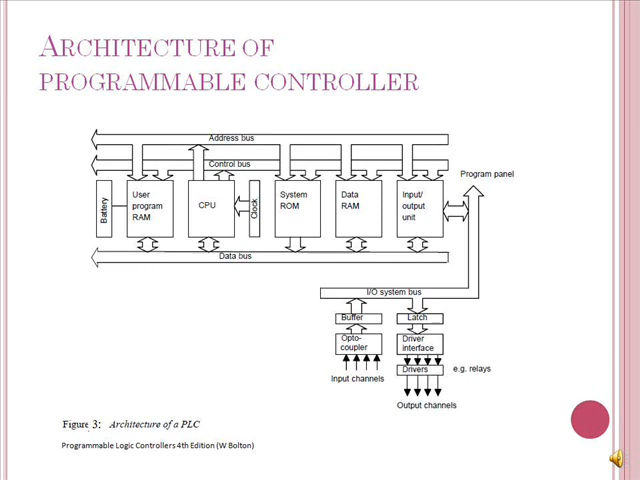 ARCHITECTURE OF
PROGRAMMABLE CONTROLLER
Address bus
Control bus
Program panel
Battery
User
program
RAM
CPU
Clock
System
ROM
Data
RAM
Input/
output
unit
Data bus
I/O system bus
Buffer
Latch
Opto-
coupler
Driver
interface
Input channels
Drivers
e.g. relays
Output channels
Figure 3: Architecture of a PLC
Programmable Logic Controllers 4th Edition (W Bolton)